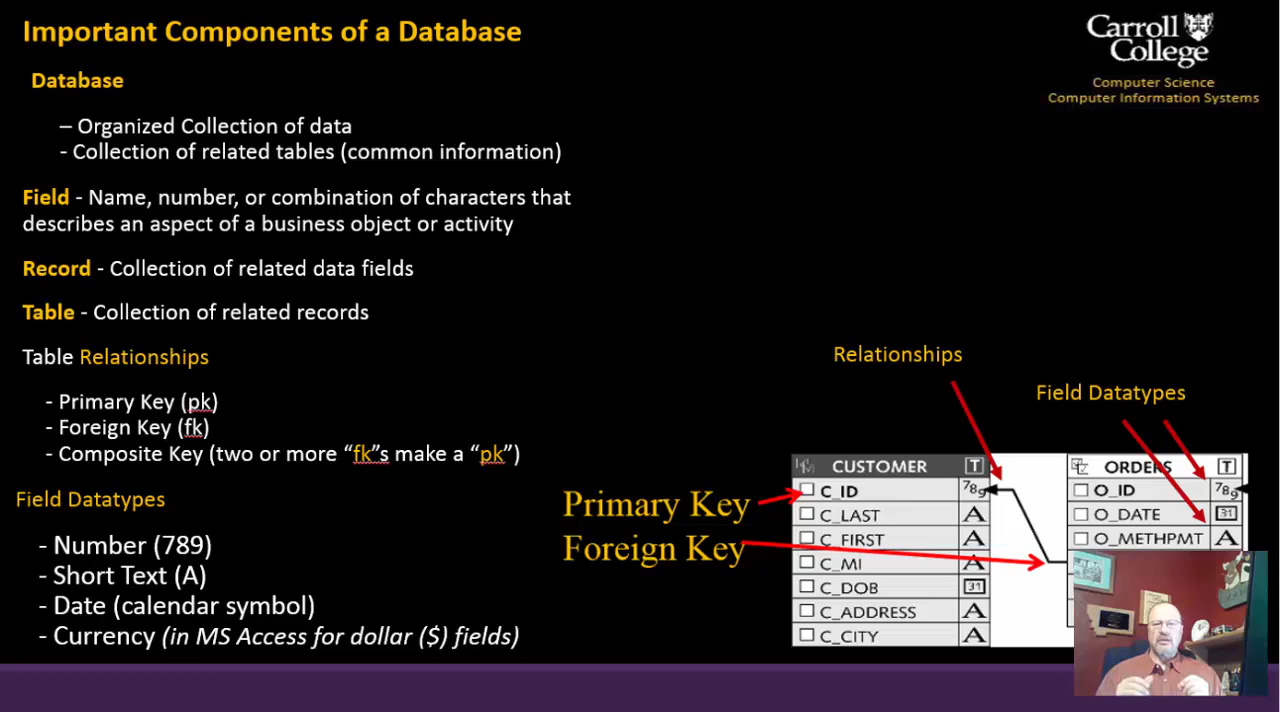 Important Components of a Database
Carroll
College
Computer Science
Computer Information Systems
Database
– Organized Collection of data
- Collection of related tables (common information)
Field - Name, number, or combination of characters that
describes an aspect of a business object or activity
Record - Collection of related data fields
Table - Collection of related records
Table Relationships
- Primary Key (pk)
- Foreign Key (fk)
- Composite Key (two or more “fk”s make a “pk”)
Field Datatypes
- Number (789)
- Short Text (A)
- Date (calendar symbol)
- Currency (in MS Access for dollar ($) fields)
Relationships
Field Datatypes
Primary Key
Foreign Key
CUSTOMER T
C_ID 789
C_LAST A
C_FIRST A
C_MI A
C_DOB 31
C_ADDRESS A
C_CITY A
ORDERS T
O_ID 789
O_DATE 31
O_METHPMT A